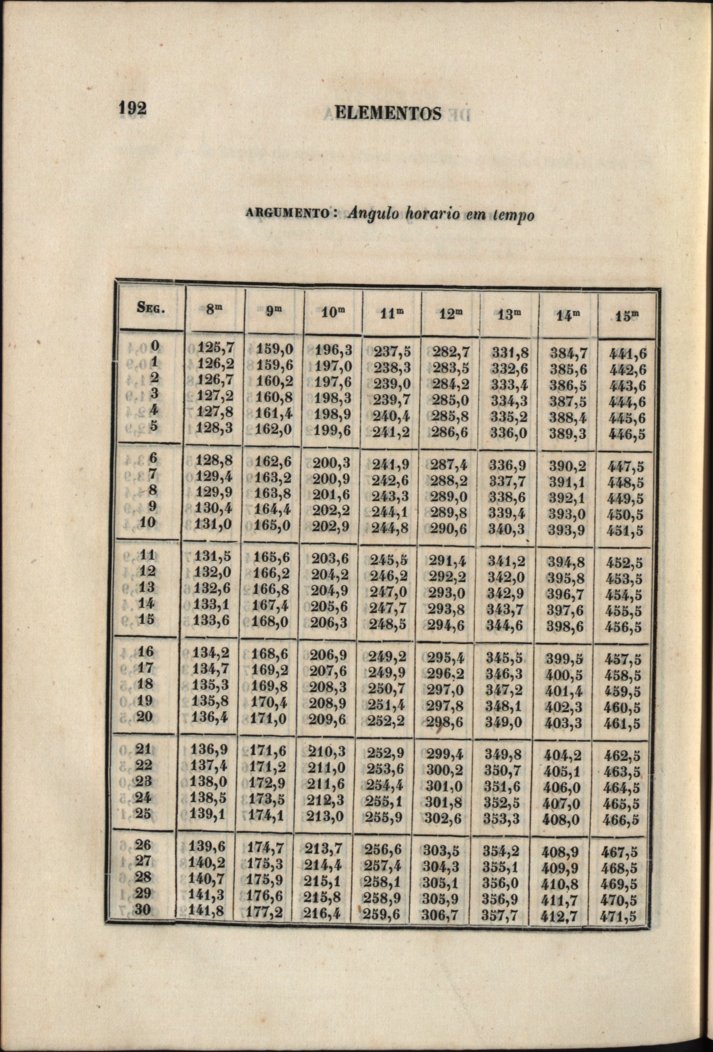 192
ELEMENTOS
ARGUMENTO: Angulo horario em tempo
SEG. 8m 9m 10m 11m 12m 13m 14m 15m
0 125,7 159,0 196,3 237,5 282,7 331,8 384,7 441,6
1 126,2 159,6 197,0 238,3 283,5 332,6 385,6 442,6
2 126,7 160,2 197,6 239,0 284,2 333,4 386,5 443,6
3 127,2 160,8 198,3 239,7 285,0 334,3 387,5 444,6
4 127,8 161,4 198,9 240,4 285,8 335,2 388,4 445,6
5 128,3 162,0 199,6 241,2 286,6 336,0 389,3 446,5
6 128,8 162,6 200,3 241,9 287,4 336,9 390,2 447,5
7 129,4 163,2 200,9 242,6 288,2 337,7 391,1 448,5
8 129,9 163,8 201,6 243,3 289,0 338,6 392,1 449,5
9 130,4 164,4 202,2 244,1 289,8 339,4 393,0 450,5
10 131,0 165,0 202,9 244,8 290,6 340,3 393,9 451,5
11 131,5 165,6 203,6 245,5 291,4 341,2 394,8 452,5
12 132,0 166,2 204,2 246,2 292,2 342,0 395,8 453,5
13 132,6 166,8 204,9 247,0 293,0 342,9 396,7 454,5
14 133,1 167,4 205,6 247,7 293,8 343,7 397,6 455,5
15 133,6 168,0 206,3 248,5 294,6 344,6 398,6 456,5
16 134,2 168,6 206,9 249,2 295,4 345,5 399,5 457,5
17 134,7 169,2 207,6 249,9 296,2 346,3 400,5 458,5
18 135,3 169,8 208,3 250,7 297,0 347,2 401,4 459,5
19 135,8 170,4 208,9 251,4 297,8 348,1 402,3 460,5
20 136,4 171,0 209,6 252,2 298,6 349,0 403,3 461,5
21 136,9 171,6 210,3 252,9 299,4 349,8 404,2 462,5
22 137,4 171,2 211,0 253,6 300,2 350,7 405,1 463,5
23 138,0 172,9 211,6 254,4 301,0 351,6 406,0 464,5
24 138,5 173,5 212,3 255,1 301,8 352,5 407,0 465,5
25 139,1 174,1 213,0 255,9 302,6 353,3 408,0 466,5
26 139,6 174,7 213,7 256,6 303,5 354,2 408,9 467,5
27 140,2 175,3 214,4 257,4 304,3 355,1 409,9 468,5
28 140,7 175,9 215,1 258,1 305,1 356,0 410,8 469,5
29 141,3 176,6 215,8 258,9 305,9 356,9 411,7 470,5
30 141,8 177,2 216,4 259,6 306,7 357,7 412,7 471,5